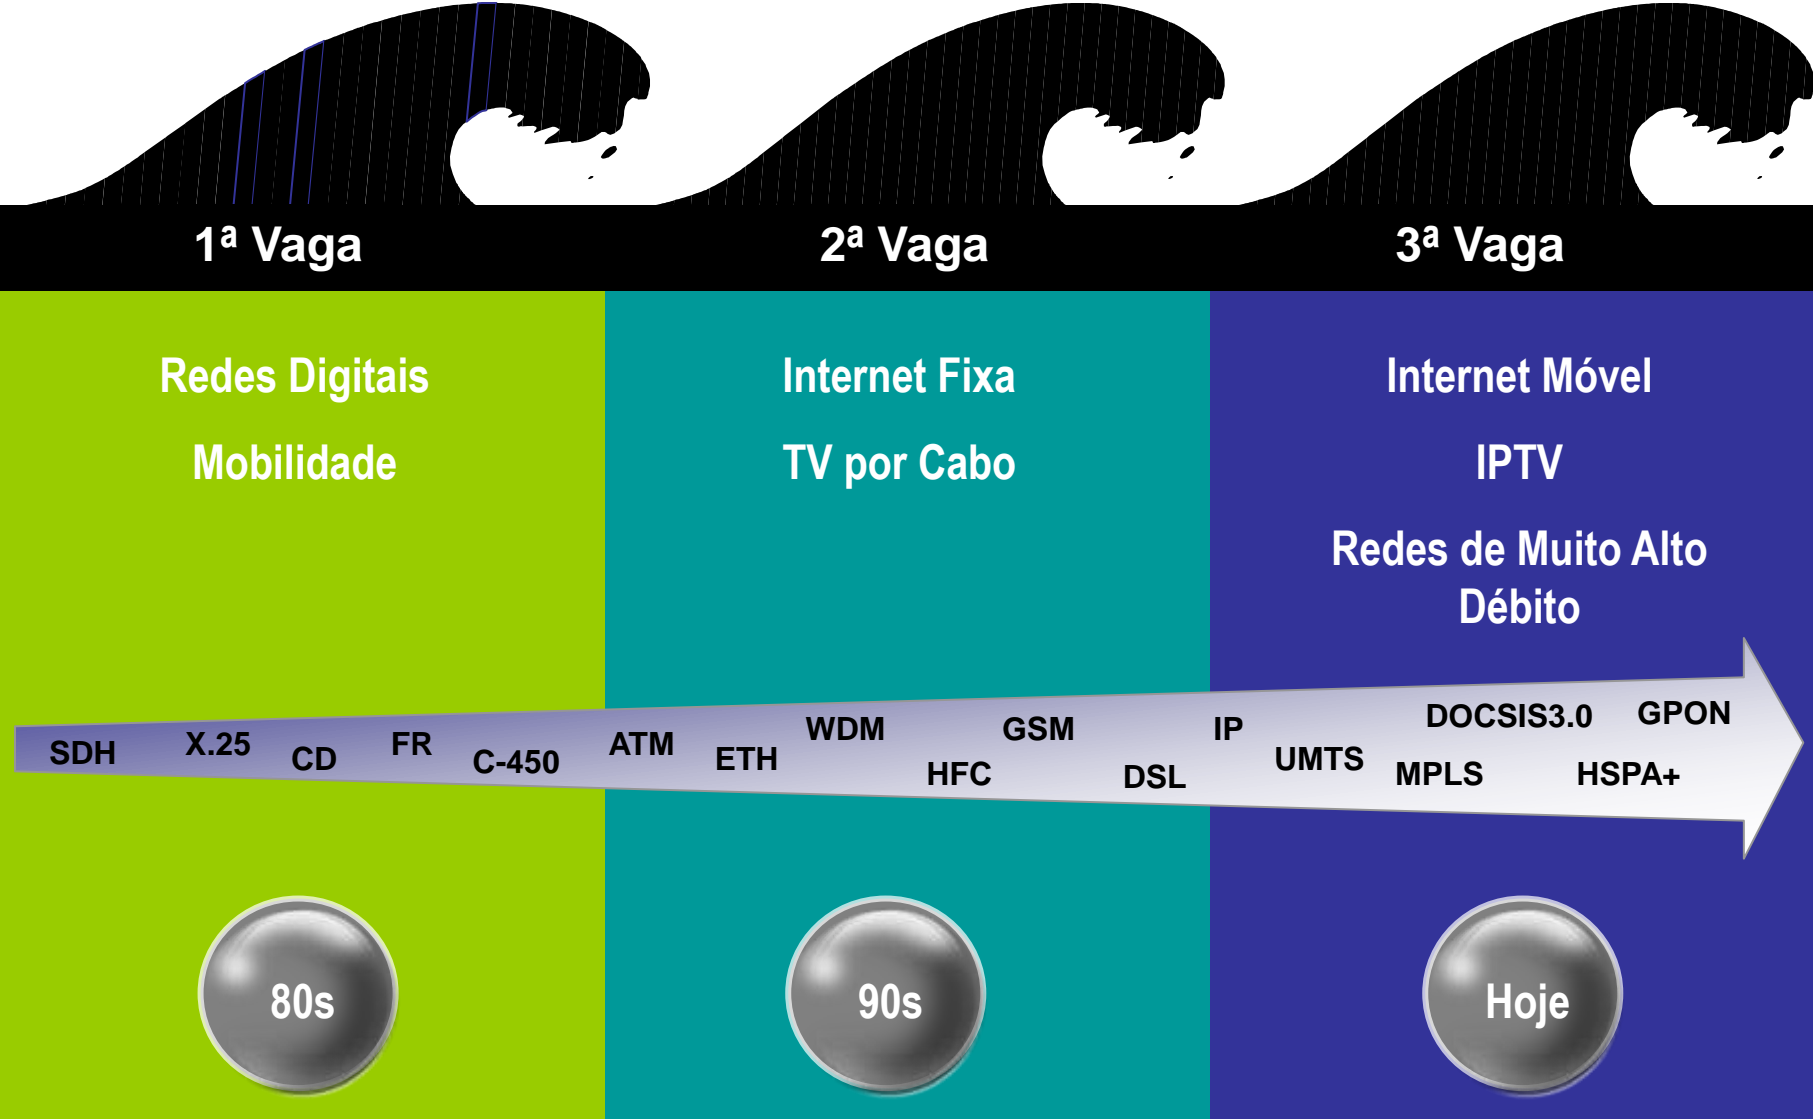 1ª Vaga
2ª Vaga
3ª Vaga
Redes Digitais
Mobilidade
Internet Fixa
TV por Cabo
Internet Móvel
IPTV
Redes de Muito Alto
Débito
SDH
X.25
CD
FR
C-450
ATM
ETH
WDM
HFC
GSM
DSL
IP
UMTS
MPLS
DOCSIS3.0
HSPA+
GPON
80s
90s
Hoje